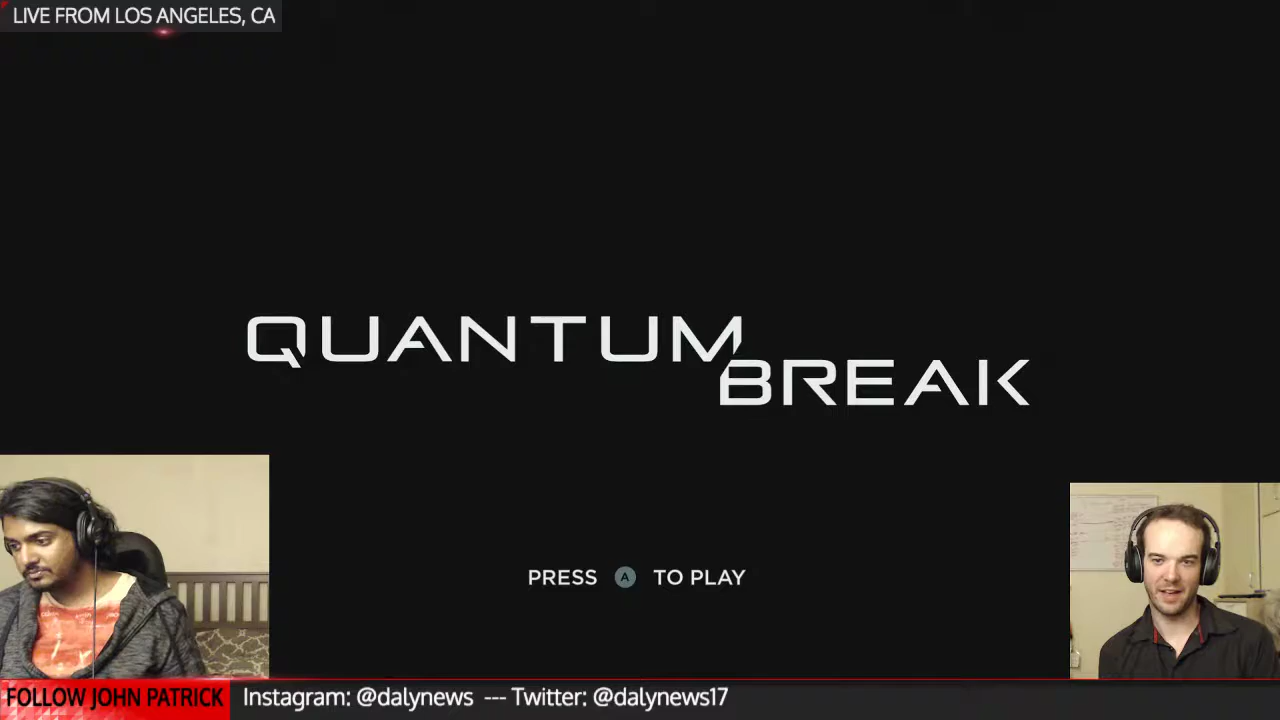 LIVE FROM LOS ANGELES, CA
QUANTUM
BREAK
PRESS A TO PLAY
FOLLOW JOHN PATRICK Instagram: @dalynews --- Twitter: @dalynews17